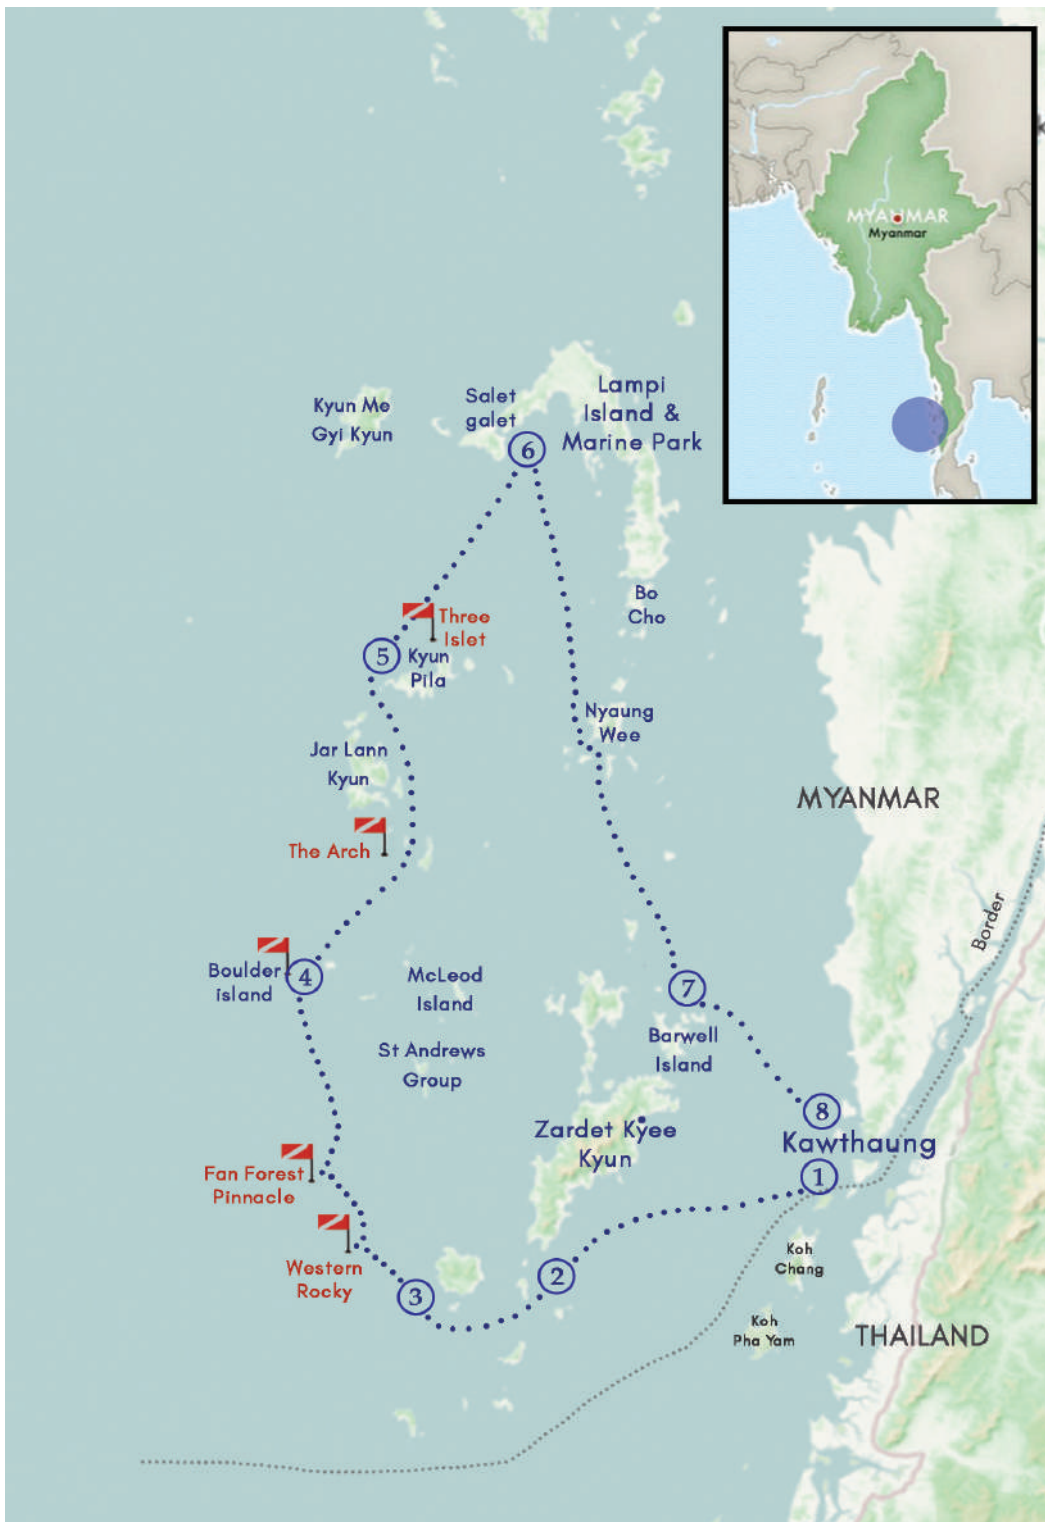 MYANMAR
Myanmar
Kyun Me
Gyi Kyun
Salet
galet
Lampi
Island &
Marine Park
6
Bo
Cho
Three
Islet
5
Kyun
Pila
Nyaung
Wee
Jar Lann
Kyun
MYANMAR
The Arch
Border
Boulder
island
4
McLeod
Island
7
Barwell
Island
St Andrews
Group
8
Zardet Kyee
Kyun
Kawthaung
1
Fan Forest
Pinnacle
Western
Rocky
3
2
Koh
Chang
Koh
Pha Yam
THAILAND